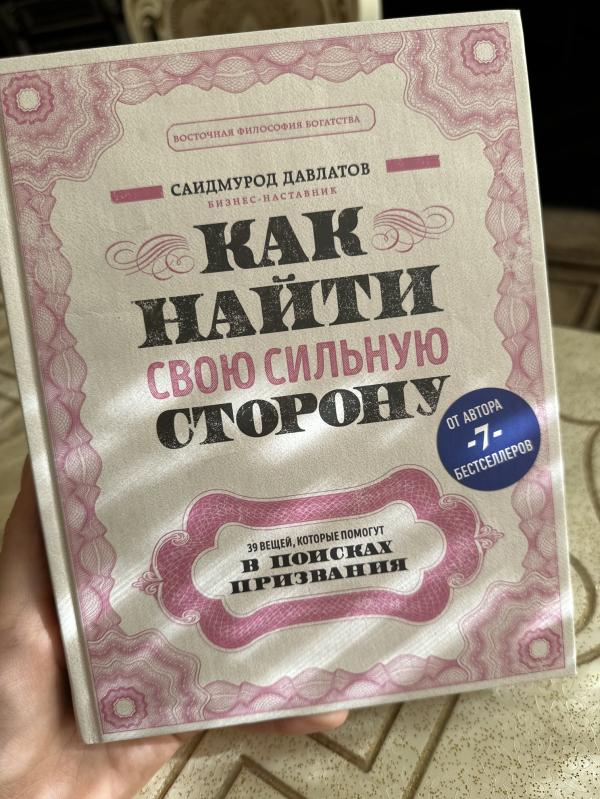 ВОСТОЧНАЯ ФИЛОСОФИЯ БОГАТСТВА
САИДМУРОД ДАВЛАТОВ
БИЗНЕС-НАСТАВНИК
КАК
НАЙТИ
СВОЮ СИЛЬНУЮ
СТОРОНУ
ОТ АВТОРА
-7-
БЕСТСЕЛЛЕРОВ
39 ВЕЩЕЙ, КОТОРЫЕ ПОМОГУТ
В ПОИСКАХ
ПРИЗВАНИЯ